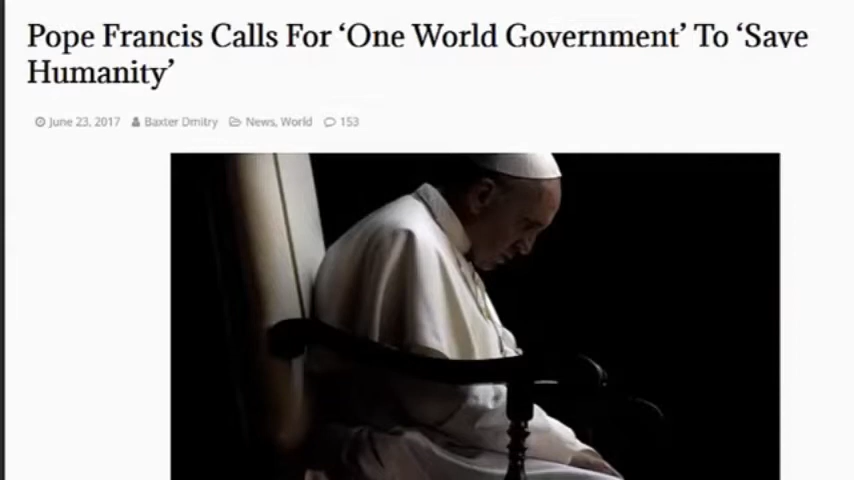 Pope Francis Calls For ‘One World Government’ To ‘Save
Humanity’
June 23, 2017 Baxter Dmitry News, World 153